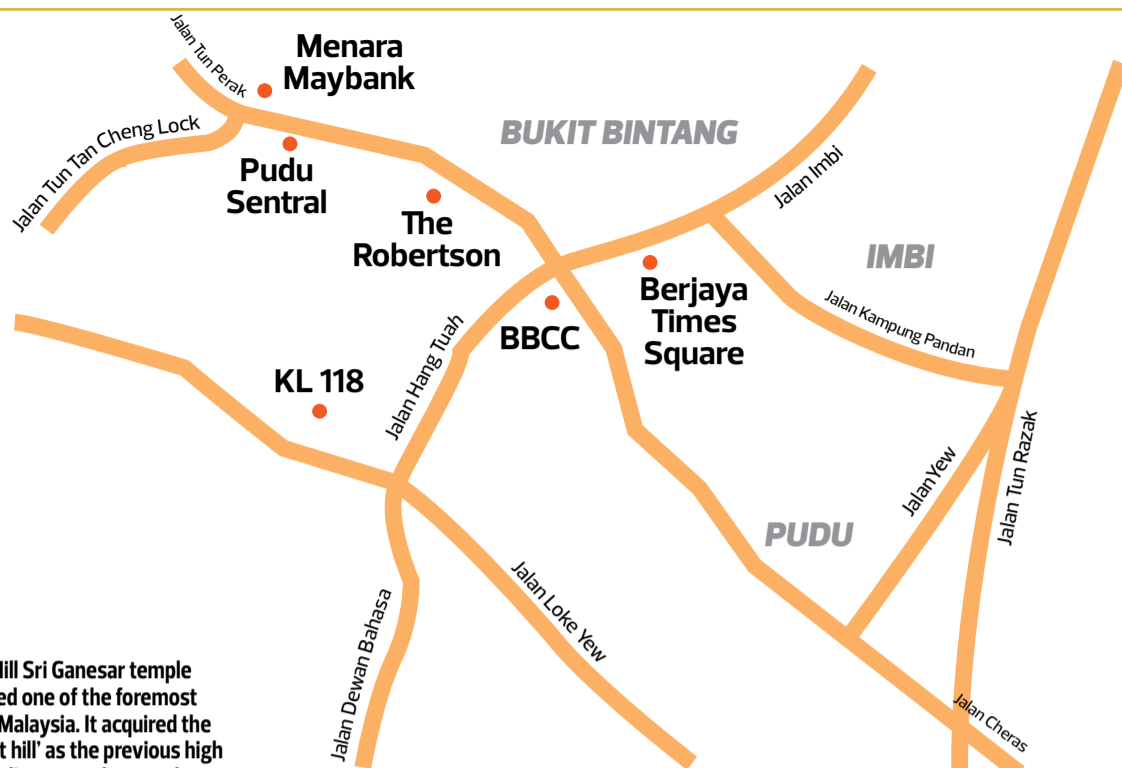 Jalan Tun Perak
Menara
Maybank
Jalan Tun Tan Cheng Lock
BUKIT BINTANG
Pudu
Sentral
Jalan Imbi
The
Robertson
IMBI
Berjaya
Times
Square
Jalan Kampung Pandan
BBCC
Jalan Hang Tuah
KL 118
Jalan Yew
Jalan Tun Razak
PUDU
Jalan Loke Yew
Jalan Dewan Bahasa
Jalan Cheras
Hill Sri Ganesar temple
ed one of the foremost
Malaysia. It acquired the
t hill’ as the previous high